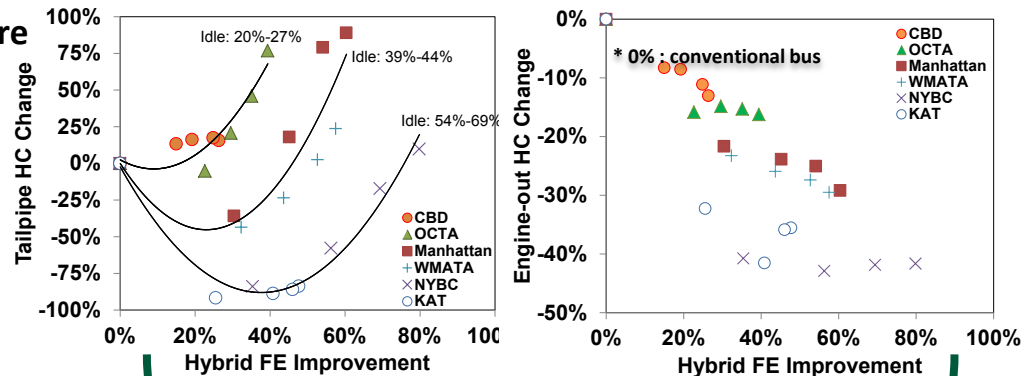 re
Tailpipe HC Change
100%
75%
50%
25%
0%
-25%
-50%
-75%
-100%
Idle: 20%-27%
Idle: 39%-44%
Idle: 54%-69%
CBD
OCTA
Manhattan
WMATA
NYBC
KAT
0% 20% 40% 60% 80% 100
Hybrid FE Improvement
Engine-out HC Change
0%
-10%
-20%
-30%
-40%
-50%
* 0% : conventional bus
CBD
OCTA
Manhattan
WMATA
NYBC
KAT
0% 20% 40% 60% 80% 100%
Hybrid FE Improvement